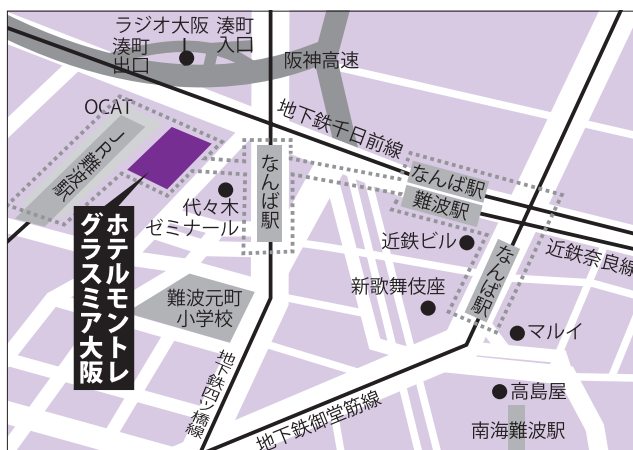 ラジオ大阪
湊町
入口
湊町
出口
阪神高速
OCAT
地下鉄千日前線
JR難波駅
なんば駅
なんば駅
難波駅
代々木
ゼミナール
近鉄ビル
近鉄奈良線
なんば駅
ホテルモントレ
グラスミア大阪
難波元町
小学校
新歌舞伎座
マルイ
地下鉄四ツ橋線
高島屋
地下鉄御堂筋線
南海難波駅